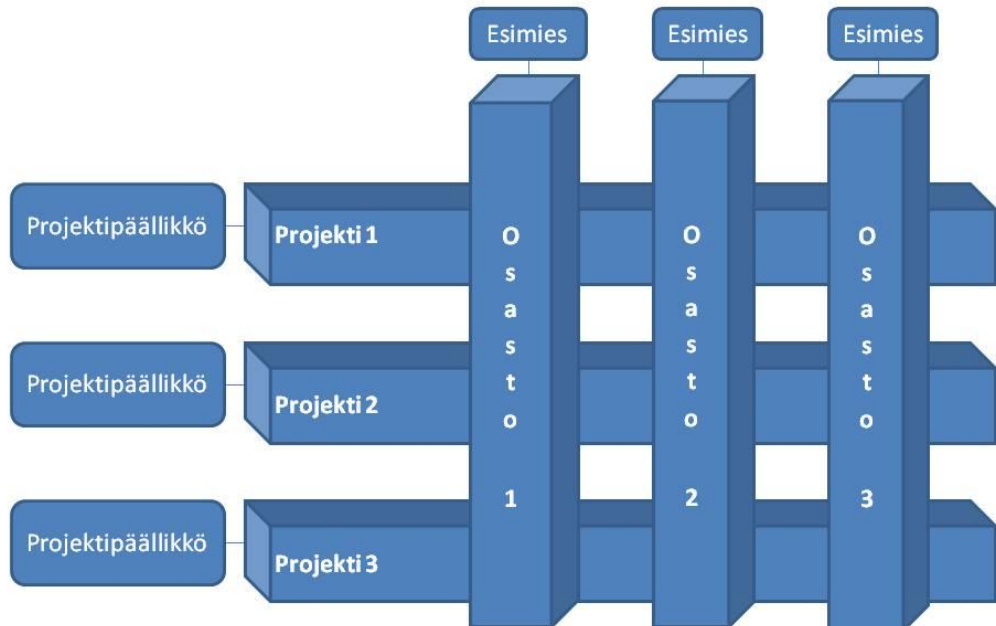 Esimies
Esimies
Esimies
Projektipäällikkö
Projekti 1
Projektipäällikkö
Projekti 2
Projektipäällikkö
Projekti 3
Osasto 1
Osasto 2
Osasto 3